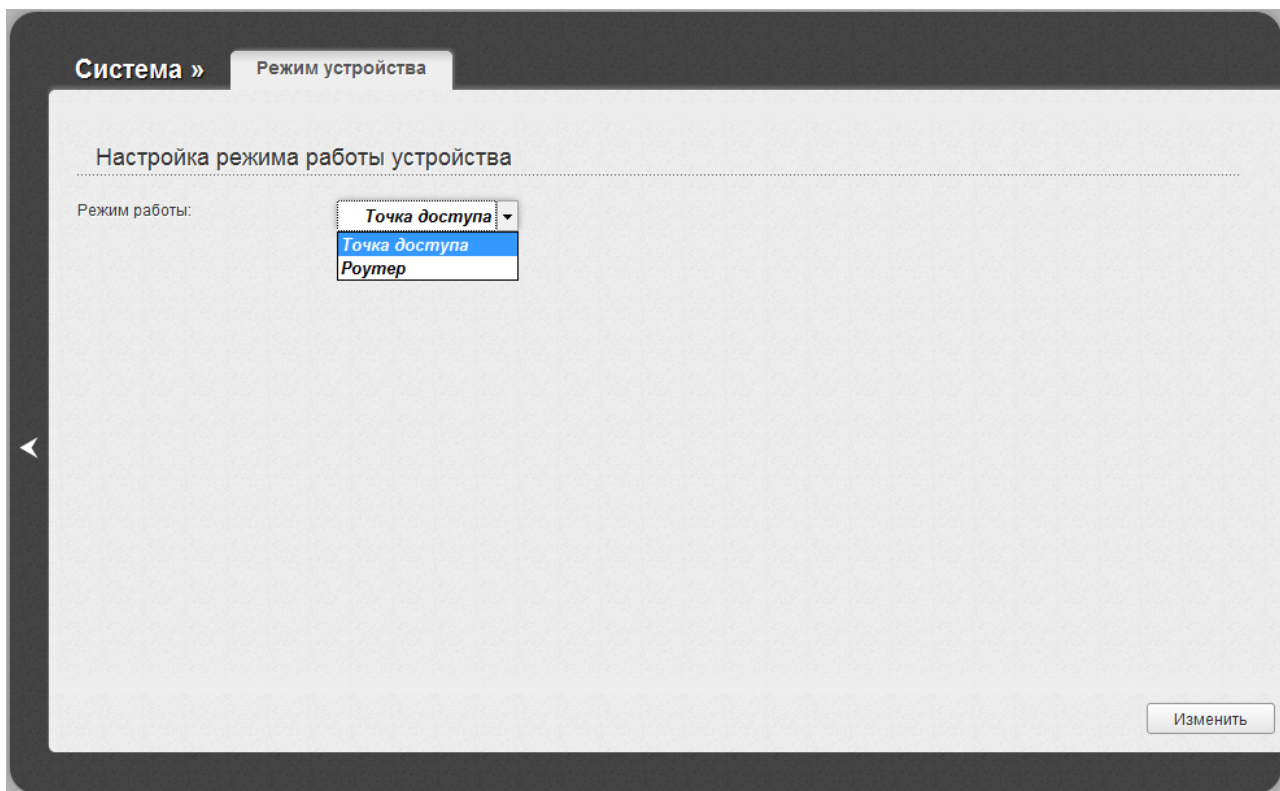 Система »
Режим устройства
Настройка режима работы устройства
Режим работы:
Точка доступа
Точка доступа
Роутер
Изменить